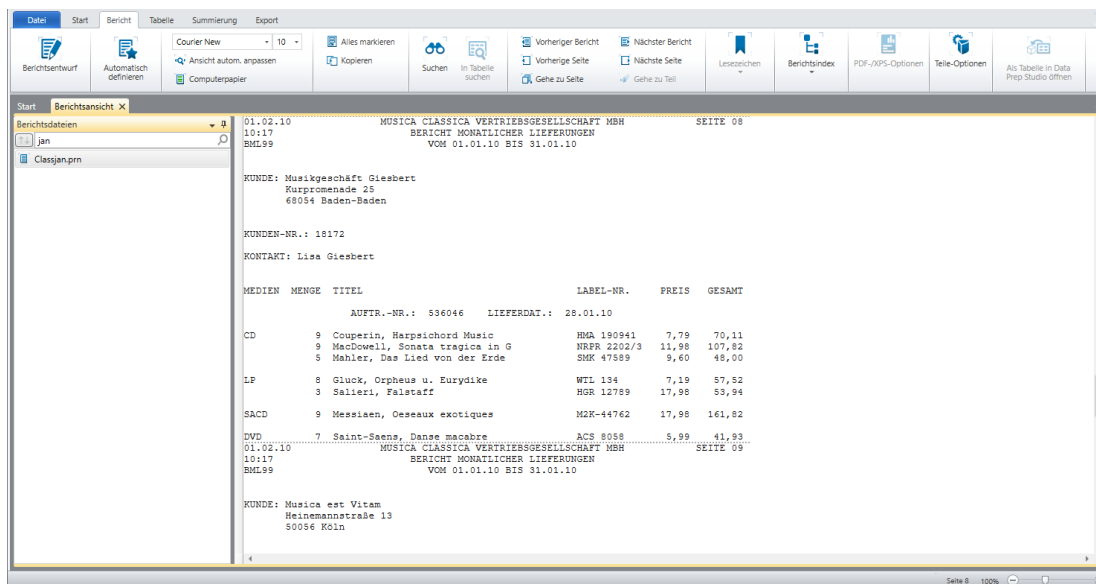 Datei Start Bericht Tabelle Summierung Export
Berichtsentwurf
Automatisch
definieren
Courier New 10
Ansicht autom. anpassen
Computerpapier
Alles markieren
Kopieren
Suchen
In Tabelle
suchen
Vorheriger Bericht
Vorherige Seite
Gehe zu Seite
Nächster Bericht
Nächste Seite
Gehe zu Teil
Lesezeichen
Berichtsindex
PDF-/XPS-Optionen
Teile-Optionen
Als Tabelle in Data
Prep Studio öffnen
Start Berichtsansicht X
Berichtsdateien
jan
Classjan.prn
01.02.10 MUSICA CLASSICA VERTRIEBSGESELLSCHAFT MBH SEITE 08
10:17 BERICHT MONATLICHER LIEFERUNGEN
BML99 VOM 01.01.10 BIS 31.01.10
KUNDE: Musikgeschäft Giesbert
Kurpromenade 25
68054 Baden-Baden
KUNDEN-NR.: 18172
KONTAKT: Lisa Giesbert
MEDIEN MENGE TITEL LABEL-NR. PREIS GESAMT
AUFTR.-NR.: 536046 LIEFERDAT.: 28.01.10
CD 9 Couperin, Harpsichord Music HMA 190941 7,79 70,11
9 MacDowell, Sonata tragica in G NRPR 2202/3 11,98 107,82
5 Mahler, Das Lied von der Erde SMK 47589 9,60 48,00
LP 8 Gluck, Orpheus u. Eurydike WTL 134 7,19 57,52
3 Salieri, Falstaff HGR 12789 17,98 53,94
SACD 9 Messiaen, Oeseaux exotiques M2K-44762 17,98 161,82
DVD 7 Saint-Saens, Danse macabre ACS 8058 5,99 41,93
01.02.10 MUSICA CLASSICA VERTRIEBSGESELLSCHAFT MBH SEITE 09
10:17 BERICHT MONATLICHER LIEFERUNGEN
BML99 VOM 01.01.10 BIS 31.01.10
KUNDE: Musica est Vitam
Heinemannstraße 13
50056 Köln
Seite 8 100%